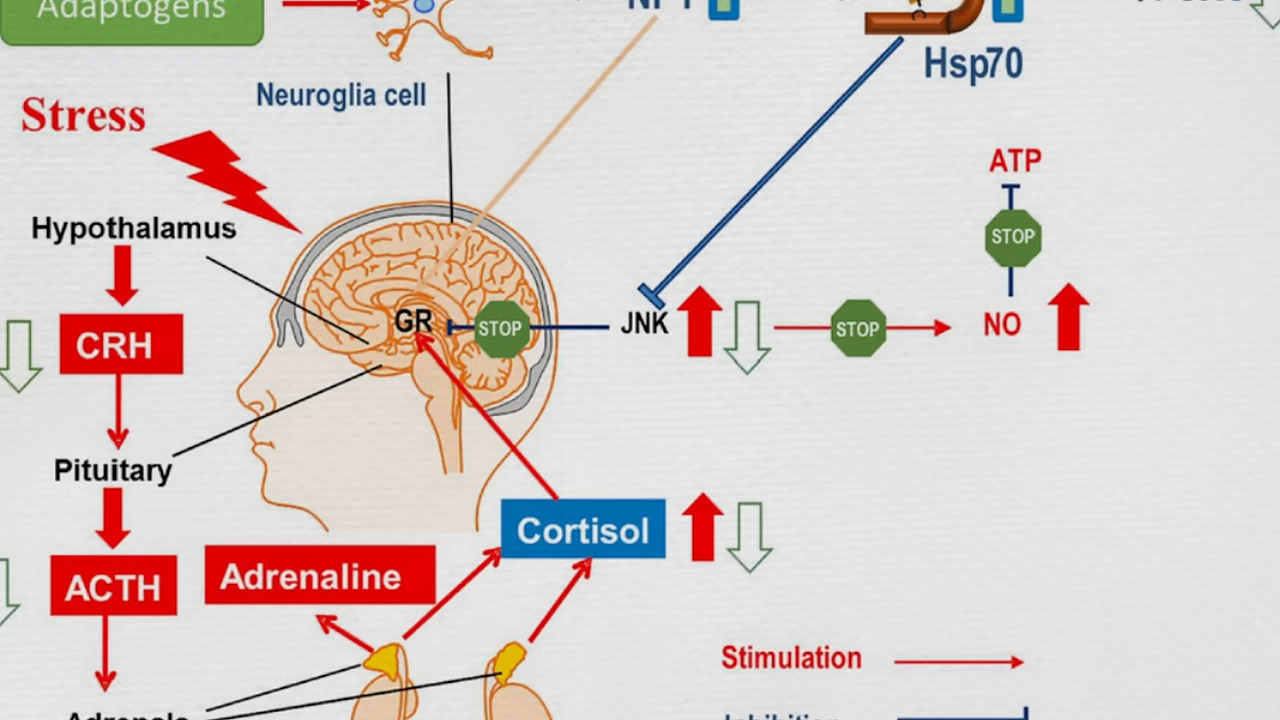 Adaptogens
Neuroglia cell
Hsp70
Stress
ATP
STOP
Hypothalamus
GR
STOP
JNK
STOP
NO
CRH
Pituitary
Cortisol
ACTH
Adrenaline
Stimulation